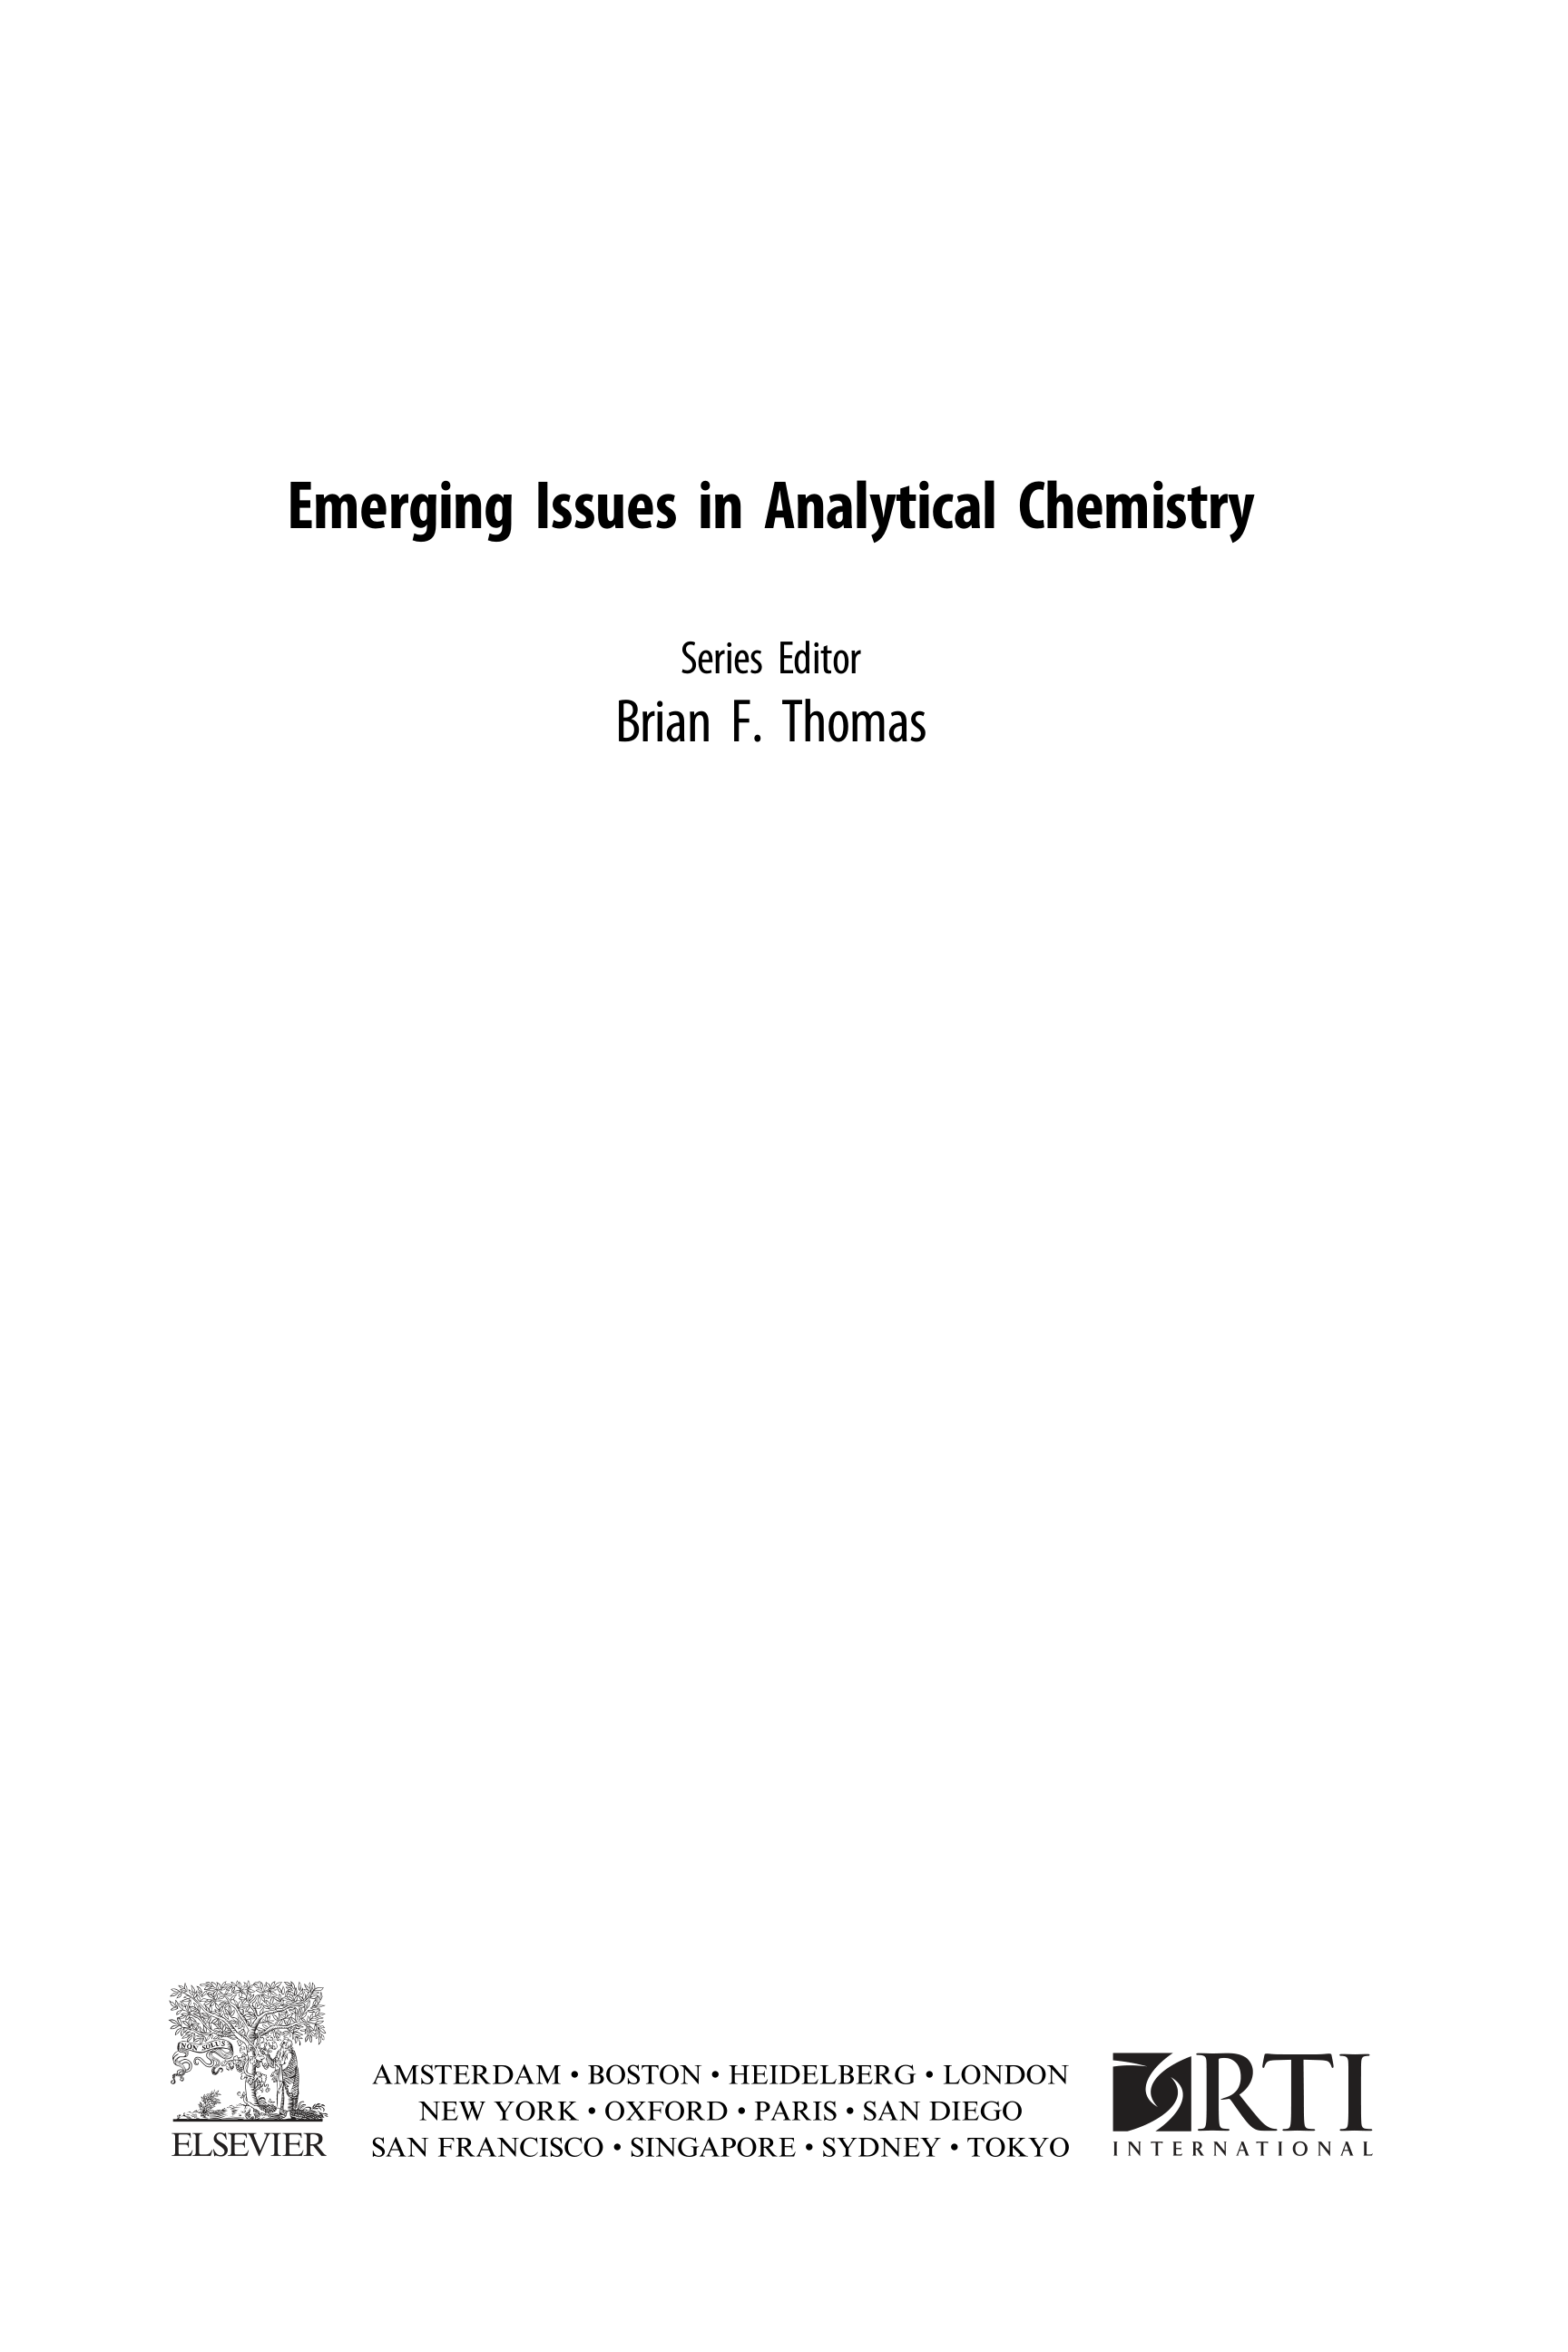 Emerging Issues in Analytical Chemistry
Series Editor
Brian F. Thomas
NON SOLUS
ELSEVIER
AMSTERDAM • BOSTON • HEIDELBERG • LONDON
NEW YORK • OXFORD • PARIS • SAN DIEGO
SAN FRANCISCO • SINGAPORE • SYDNEY • TOKYO
RTI
INTERNATIONAL